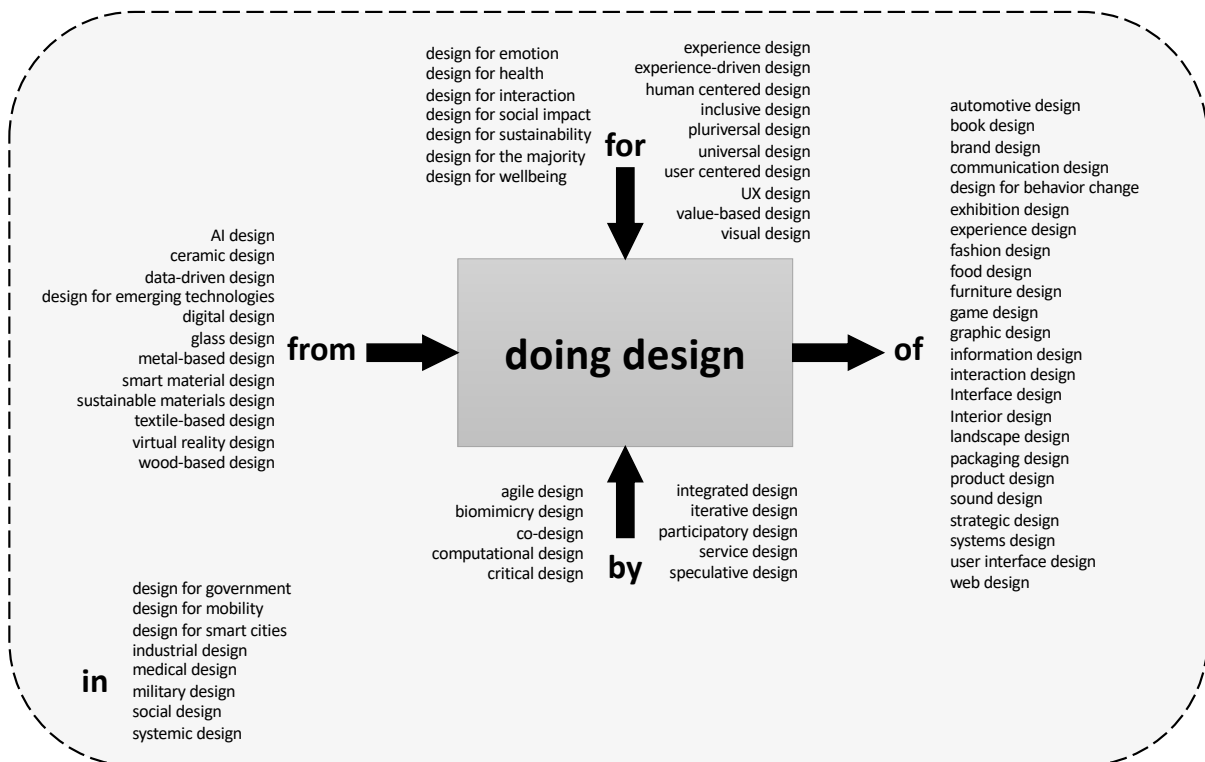 design for emotion
design for health
design for interaction
design for social impact
design for sustainability
design for the majority
design for wellbeing
for
experience design
experience-driven design
human centered design
inclusive design
pluriversal design
universal design
user centered design
UX design
value-based design
visual design
AI design
ceramic design
data-driven design
design for emerging technologies
digital design
glass design
metal-based design
smart material design
sustainable materials design
textile-based design
virtual reality design
wood-based design
from
doing design
of
automotive design
book design
brand design
communication design
design for behavior change
exhibition design
experience design
fashion design
food design
furniture design
game design
graphic design
information design
interaction design
Interface design
Interior design
landscape design
packaging design
product design
sound design
strategic design
systems design
user interface design
web design
agile design
biomimicry design
co-design
computational design
critical design
by
integrated design
iterative design
participatory design
service design
speculative design
in
design for government
design for mobility
design for smart cities
industrial design
medical design
military design
social design
systemic design